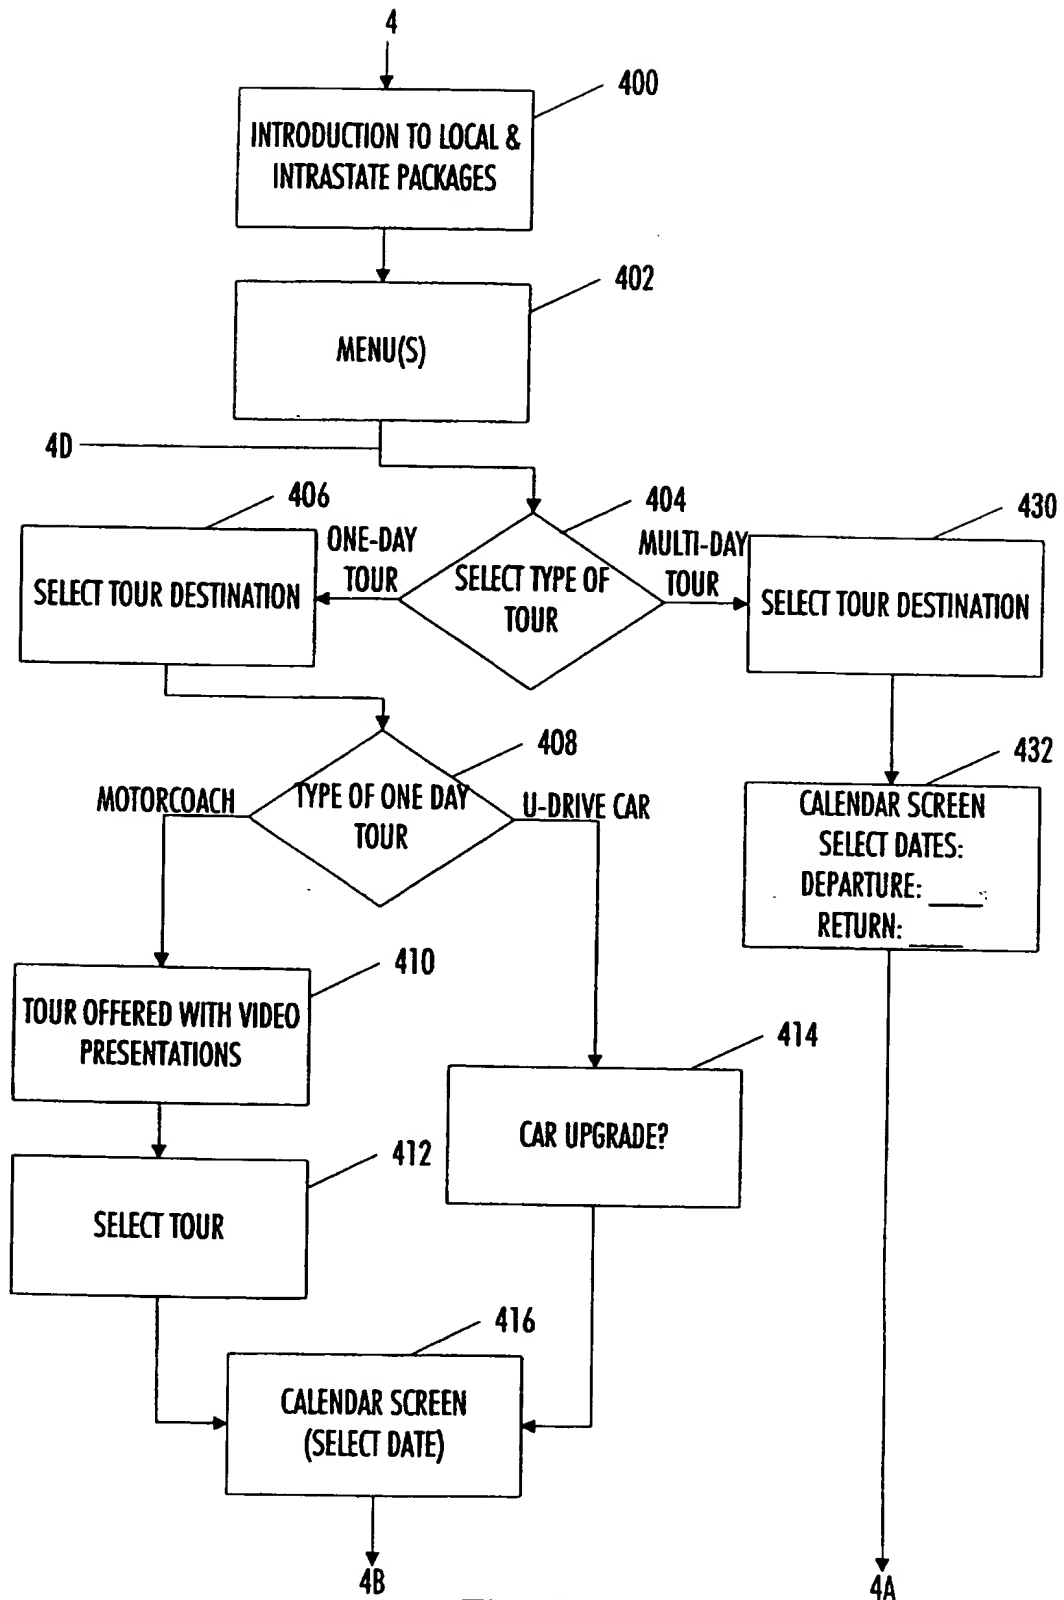 4
400
INTRODUCTION TO LOCAL &
INTRASTATE PACKAGES
402
MENU(S)
4D
406
404
430
ONE-DAY
TOUR
MULTI-DAY
TOUR
SELECT TOUR DESTINATION
SELECT TYPE OF
TOUR
SELECT TOUR DESTINATION
408
432
MOTORCOACH
TYPE OF ONE DAY
TOUR
U-DRIVE CAR
CALENDAR SCREEN
SELECT DATES:
DEPARTURE: ____
RETURN: ____
410
TOUR OFFERED WITH VIDEO
PRESENTATIONS
414
CAR UPGRADE?
412
SELECT TOUR
416
CALENDAR SCREEN
(SELECT DATE)
4B
4A